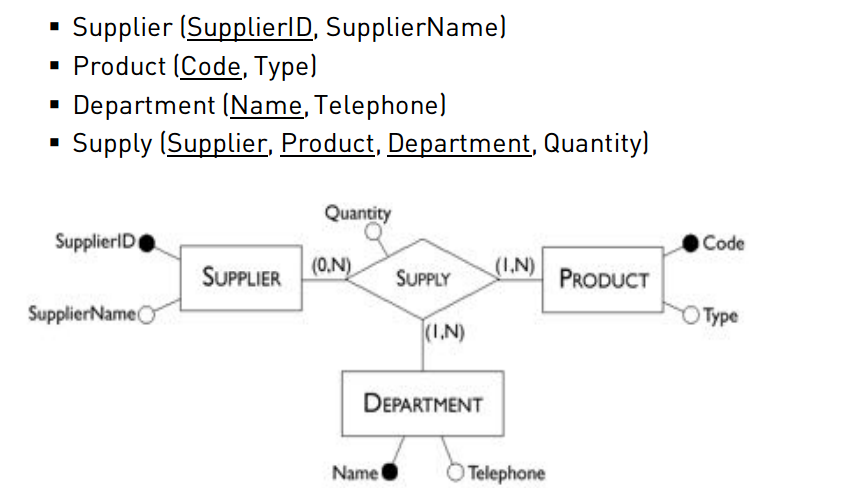 ▪ Supplier (SupplierID, SupplierName)
▪ Product (Code, Type)
▪ Department (Name, Telephone)
▪ Supply (Supplier, Product, Department, Quantity)
Quantity
SupplierID
Code
(0,N)
(1,N)
SUPPLIER
SUPPLY
PRODUCT
SupplierName
Type
(1,N)
DEPARTMENT
Name
Telephone